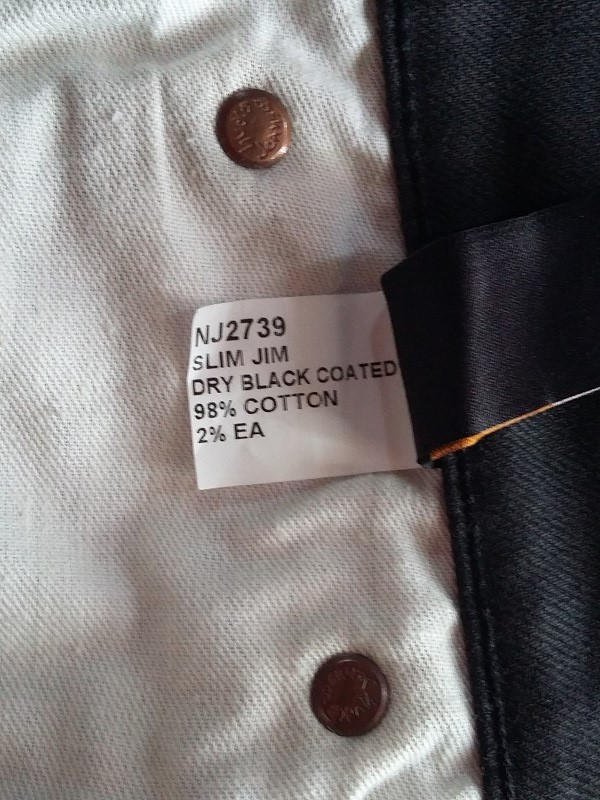 NJ2739
SLIM JIM
DRY BLACK COATED
98% COTTON
2% EA